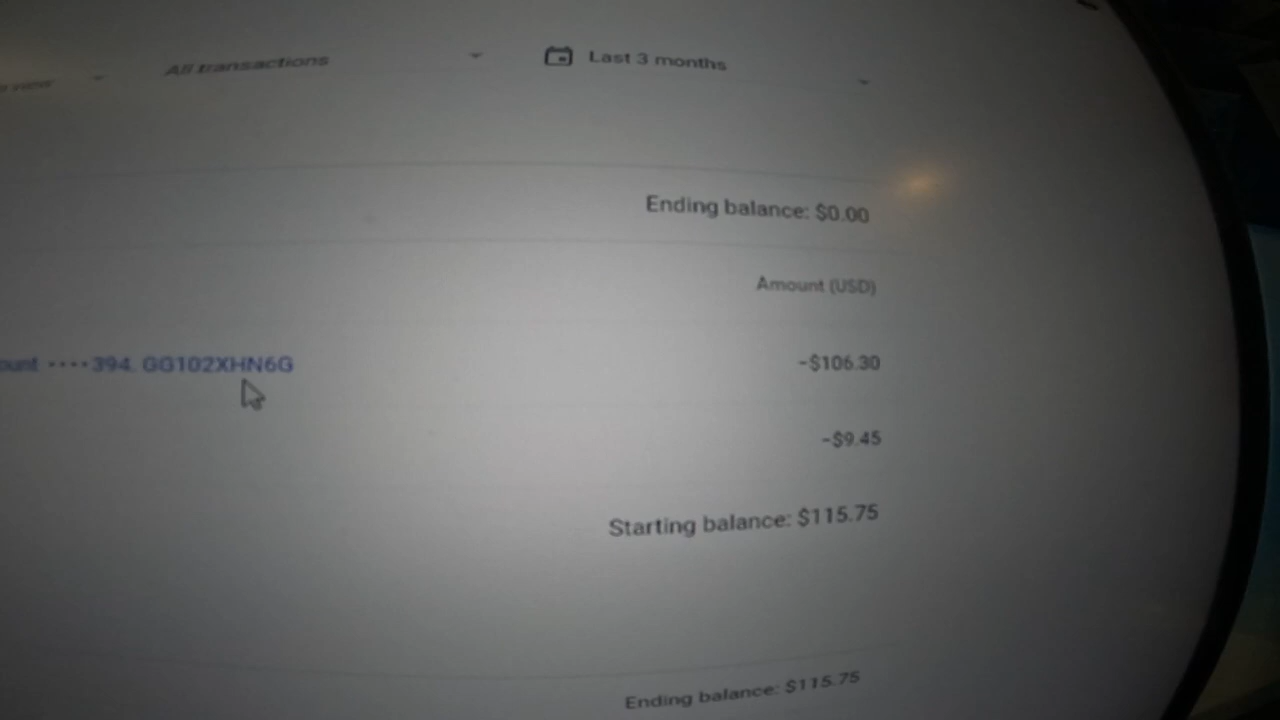 All transactions
Last 3 months
Ending balance: $0.00
Amount (USD)
ount ····394. GG102XHN6G
-$106.30
-$9.45
Starting balance: $115.75
Ending balance: $115.75